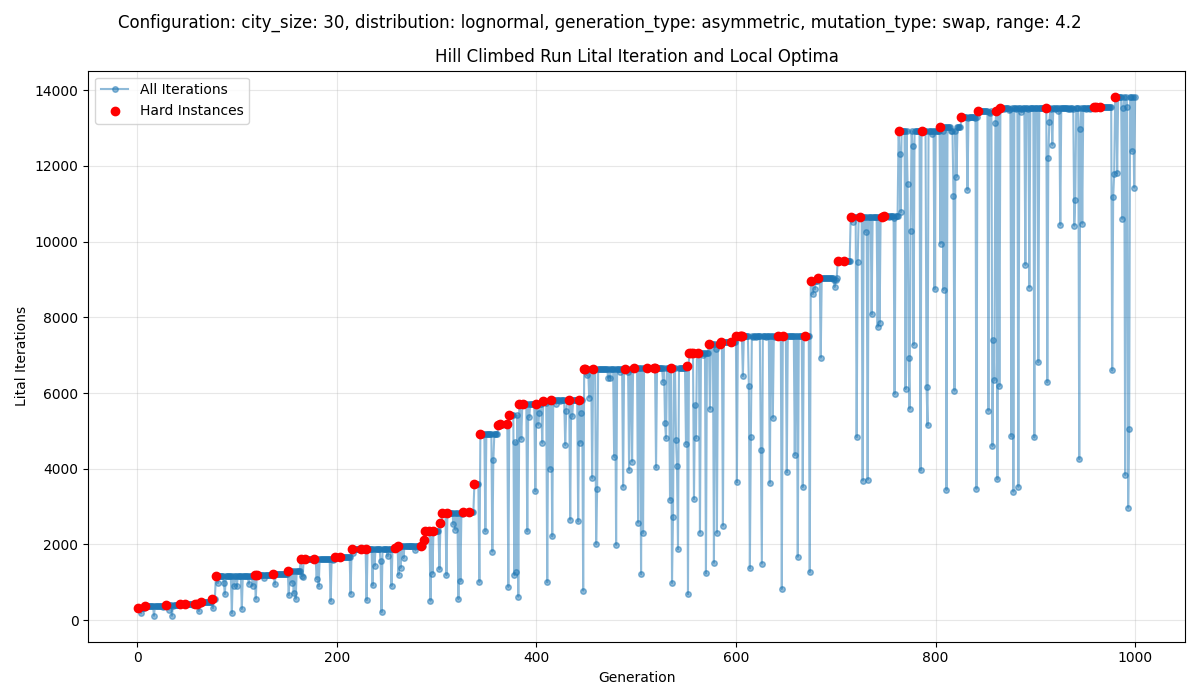 Configuration: city_size: 30, distribution: lognormal, generation_type: asymmetric, mutation_type: swap, range: 4.2
Hill Climbed Run Lital Iteration and Local Optima
All Iterations
Hard Instances
14000
12000
10000
8000
6000
4000
2000
0
Lital Iterations
0 200 400 600 800 1000
Generation